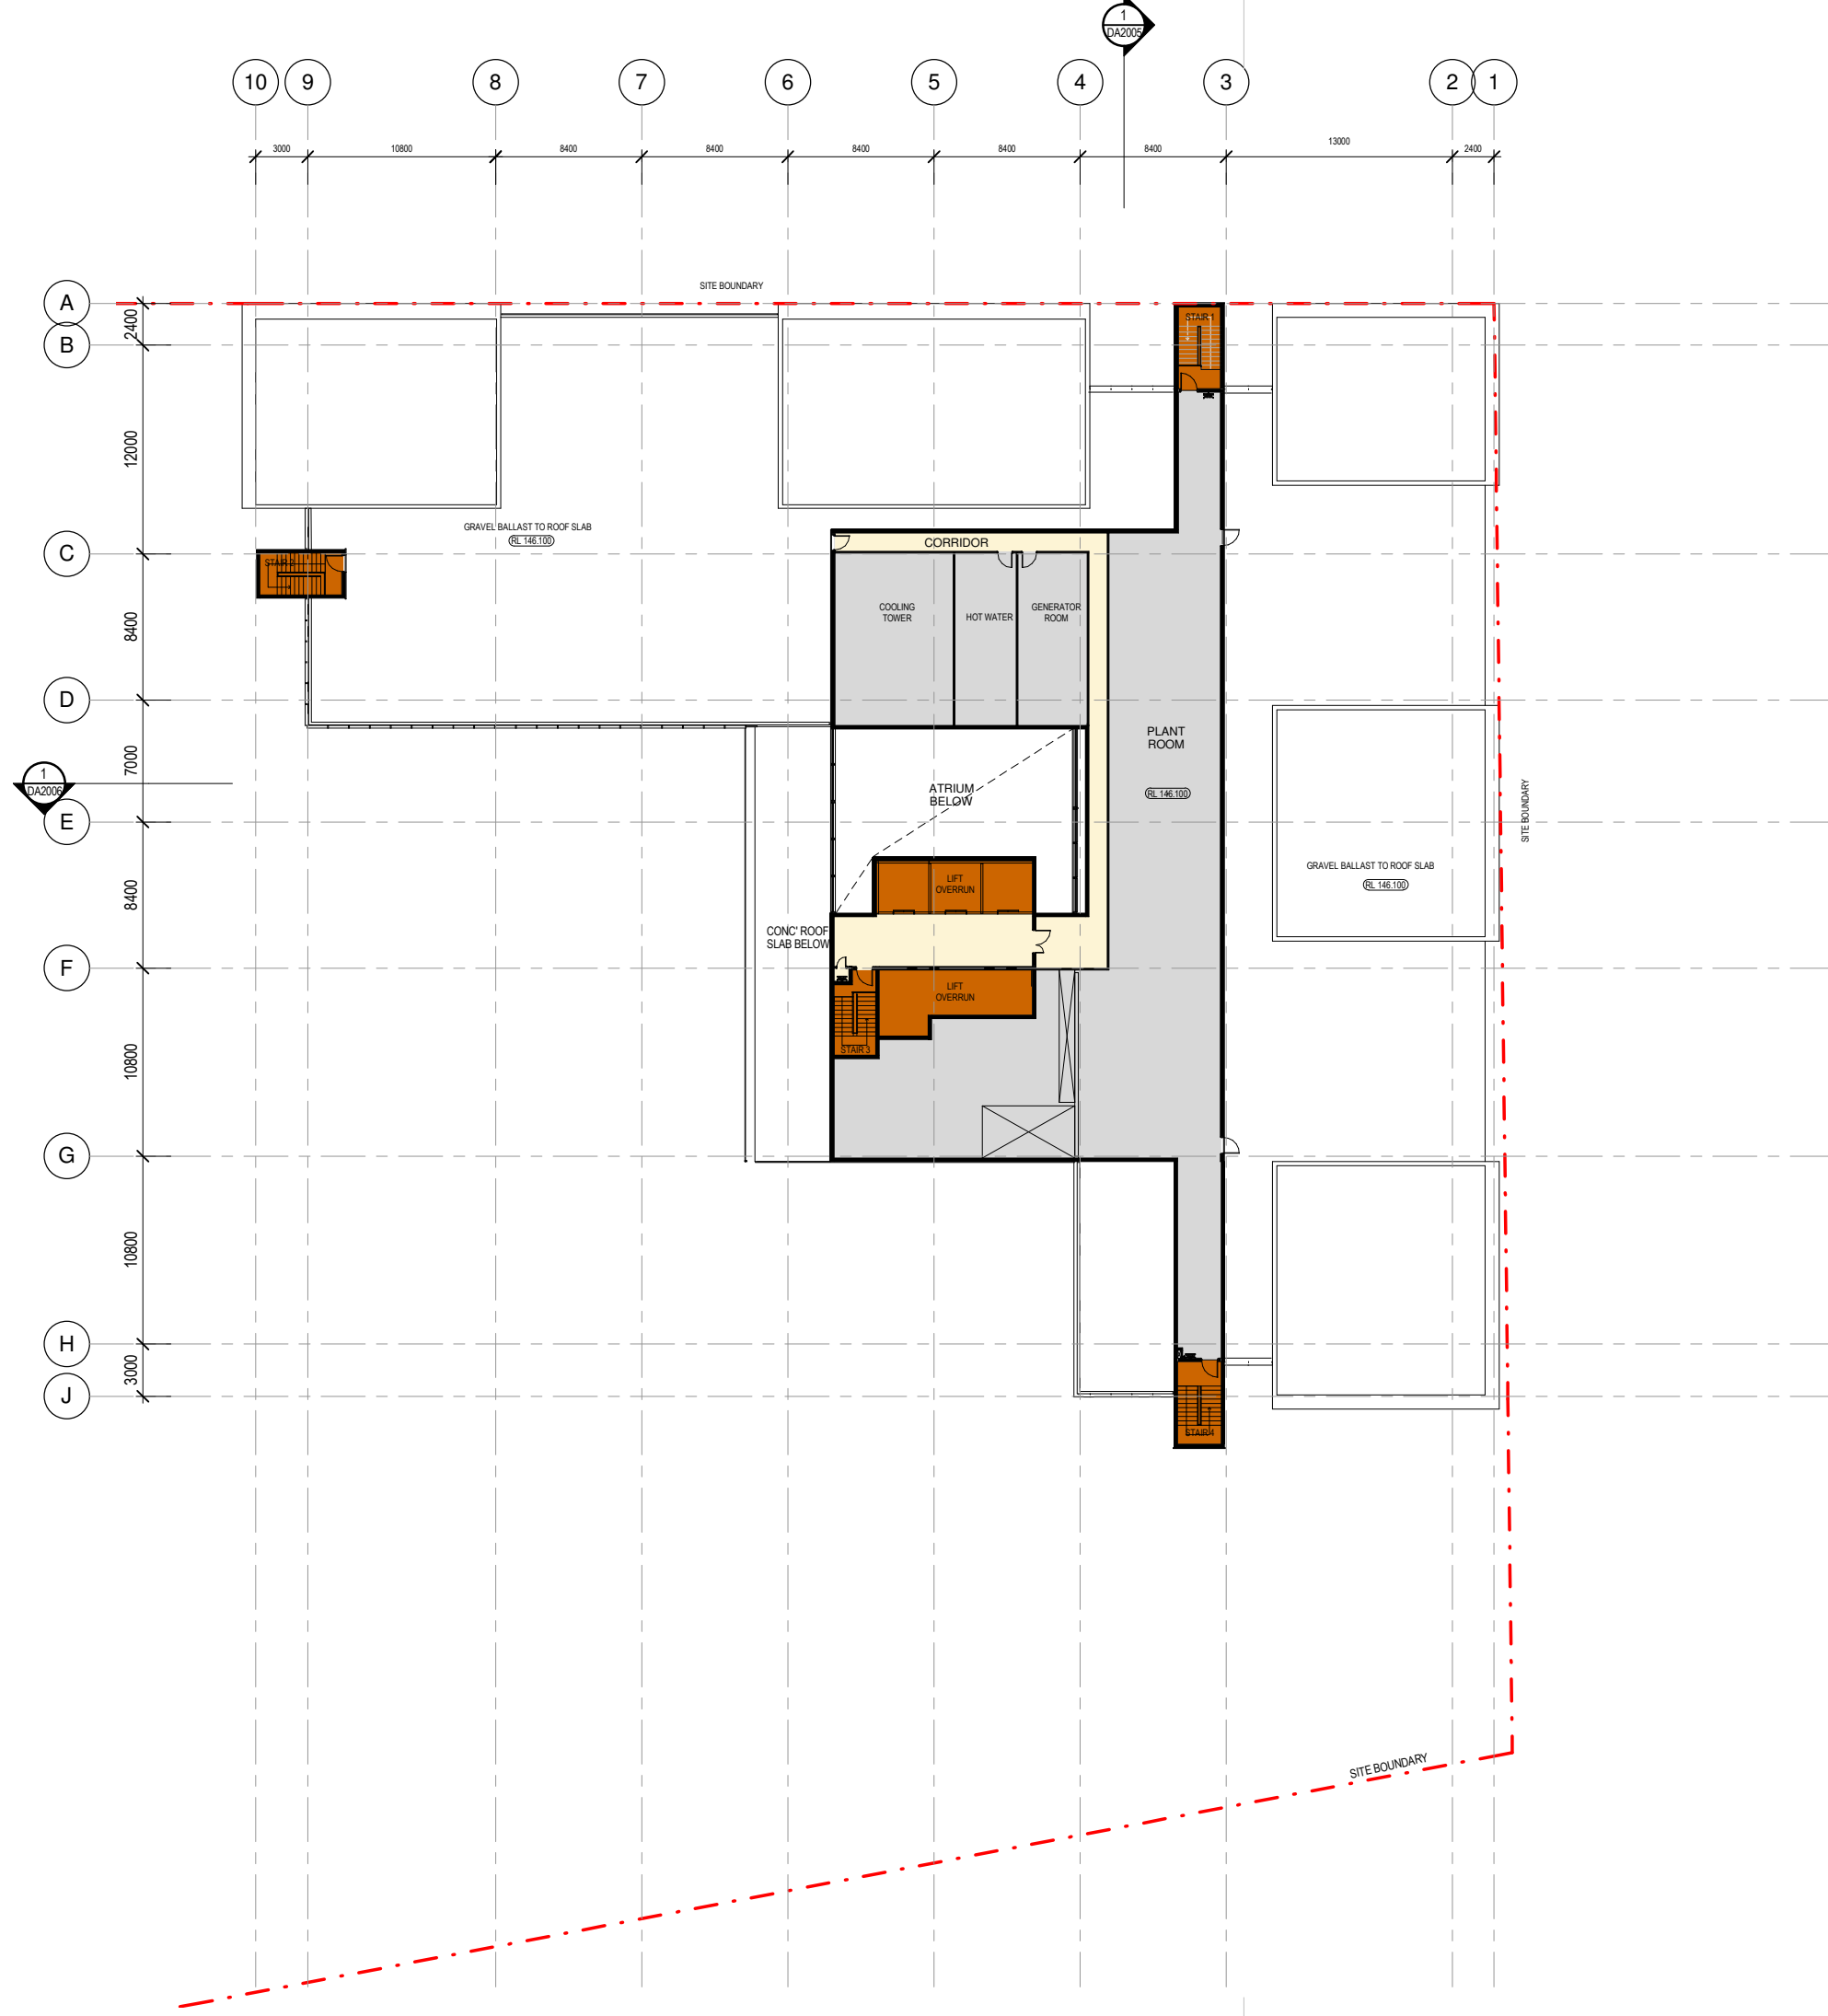 1
DA2005
10 9 8 7 6 5 4 3 2 1
3000 10800 8400 8400 8400 8400 8400 13000 2400
SITE BOUNDARY
A
2400
B
STAIR 1
12000
GRAVEL BALLAST TO ROOF SLAB
RL 146.100
C
CORRIDOR
STAIR 2
8400
COOLING
TOWER
HOT WATER
GENERATOR
ROOM
D
7000
PLANT
ROOM
RL 146.100
1
DA2006
ATRIUM
BELOW
SITE BOUNDARY
E
8400
GRAVEL BALLAST TO ROOF SLAB
RL 146.100
LIFT
OVERRUN
CONC' ROOF
SLAB BELOW
F
LIFT
OVERRUN
STAIR 3
10800
G
10800
H
3000
J
STAIR 4
SITE BOUNDARY